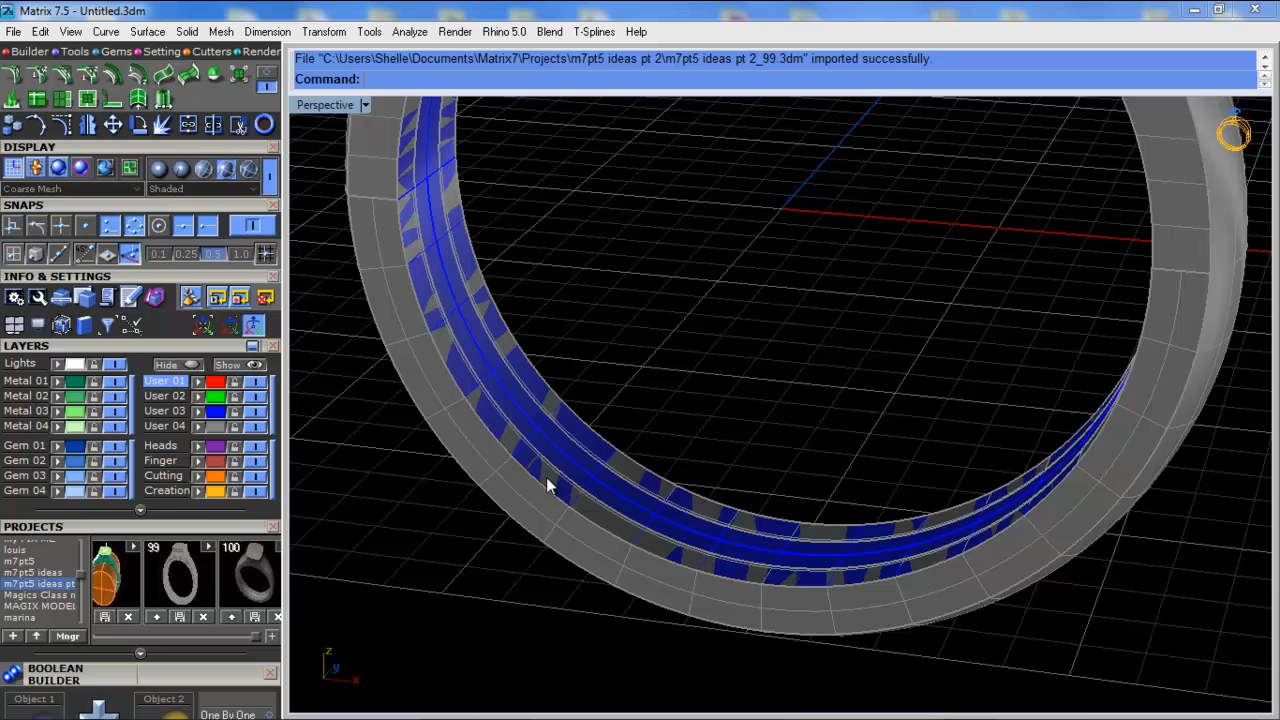 Matrix 7.5 - Untitled.3dm
File Edit View Curve Surface Solid Mesh Dimension Transform Tools Analyze Render Rhino 5.0 Blend T-Splines Help
Builder Tools Gems Setting Cutters Render
File "C:\Users\Shelle\Documents\Matrix7\Projects\m7pt5 ideas pt 2\m7pt5 ideas pt 2_99.3dm" imported successfully.
Command:
Perspective
DISPLAY
Coarse Mesh Shaded
SNAPS
0.1 0.25 0.5 1.0
INFO & SETTINGS
LAYERS
Lights Hide Show
Metal 01 User 01
Metal 02 User 02
Metal 03 User 03
Metal 04 User 04
Gem 01 Heads
Gem 02 Finger
Gem 03 Cutting
Gem 04 Creation
PROJECTS
louis
m7pt5
m7pt5 ideas
m7pt5 ideas pt
Magics Class n
MAGIX MODEL
marina
99 100
Mngr
BOOLEAN
BUILDER
Object 1 Object 2
One By One
z
y
x